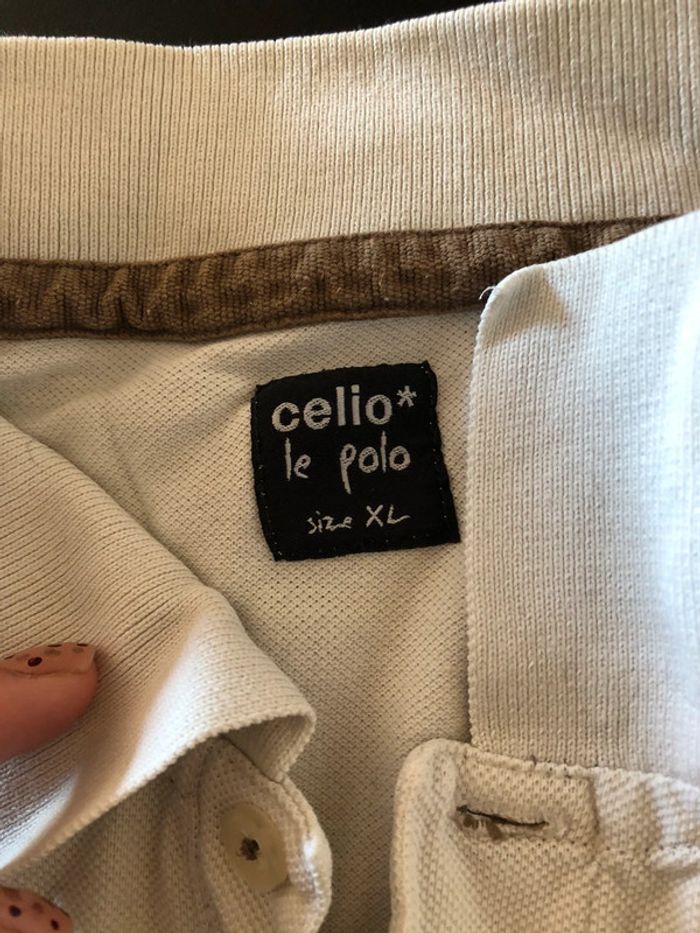 celio*
le polo
size XL